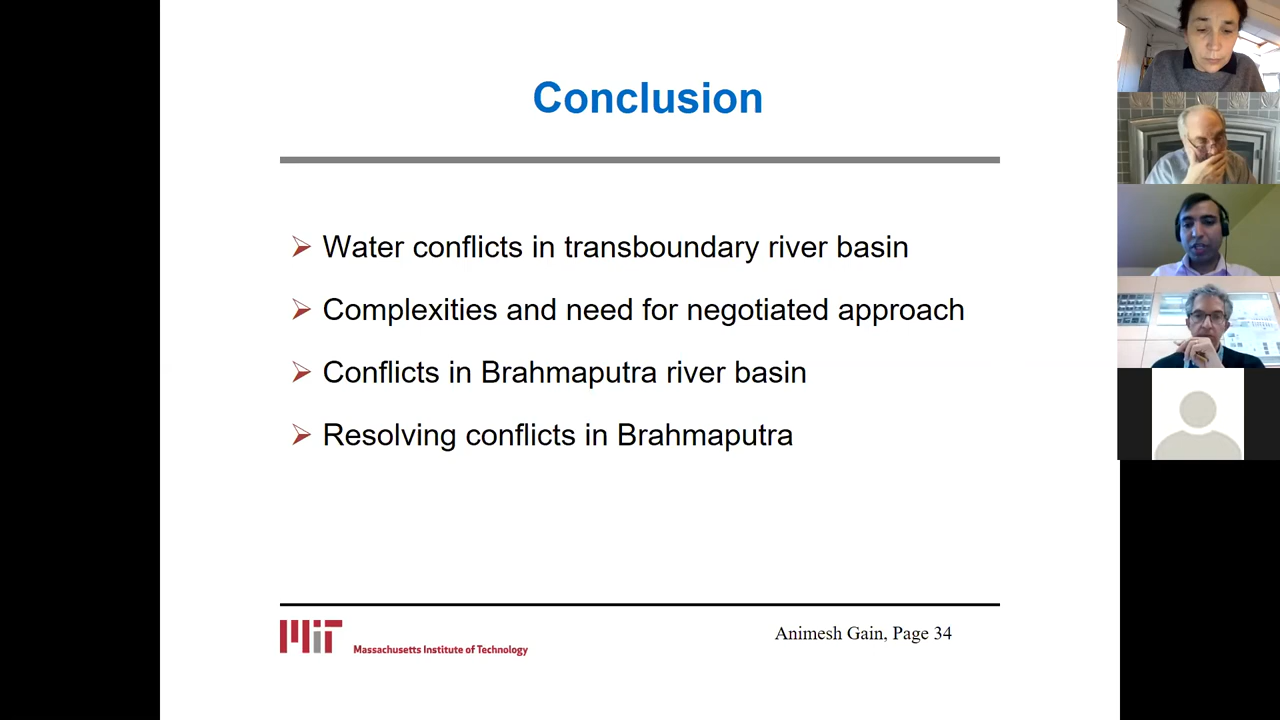 Conclusion
Water conflicts in transboundary river basin
Complexities and need for negotiated approach
Conflicts in Brahmaputra river basin
Resolving conflicts in Brahmaputra
MIT
Massachusetts Institute of Technology
Animesh Gain, Page 34